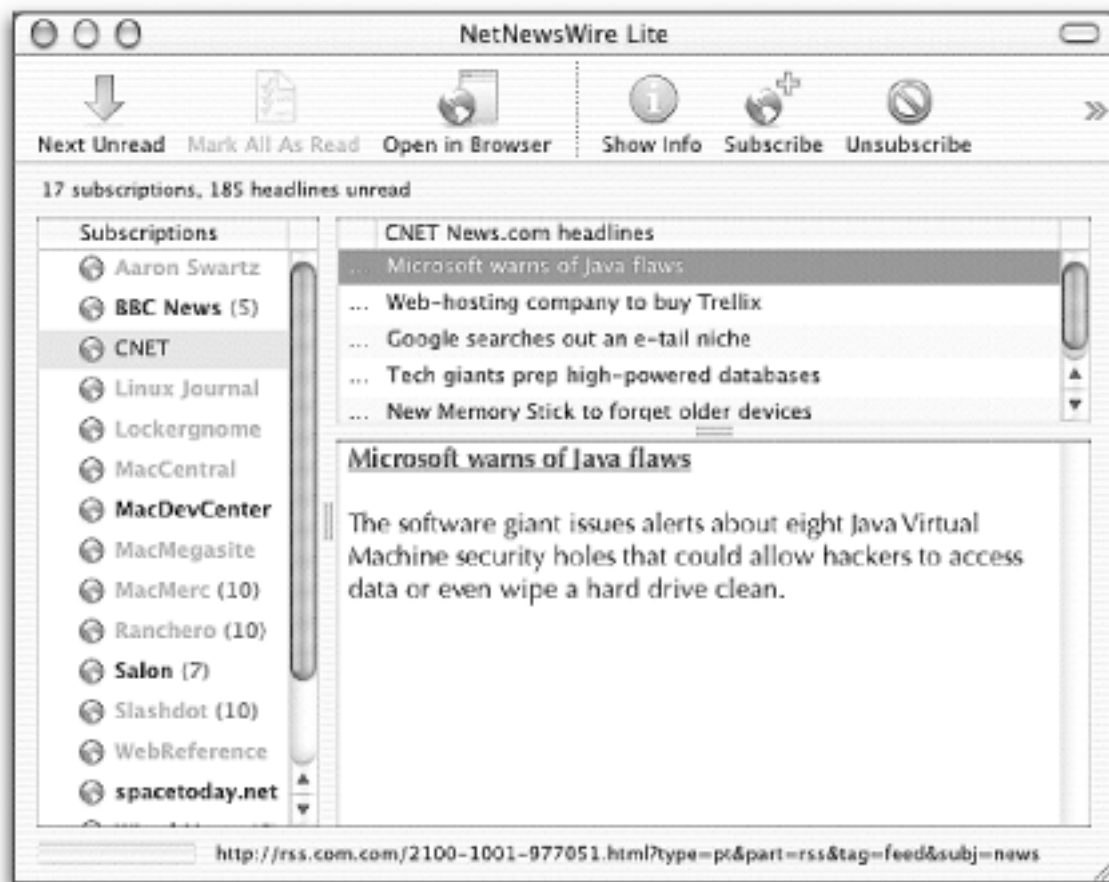 NetNewsWire Lite
Next Unread Mark All As Read Open in Browser Show Info Subscribe Unsubscribe
17 subscriptions, 185 headlines unread
Subscriptions
Aaron Swartz
BBC News (5)
CNET
Linux Journal
Lockergnome
MacCentral
MacDevCenter
MacMegasite
MacMerc (10)
Ranchero (10)
Salon (7)
Slashdot (10)
WebReference
spacetoday.net
CNET News.com headlines
... Microsoft warns of Java flaws
... Web-hosting company to buy Trellix
... Google searches out an e-tail niche
... Tech giants prep high-powered databases
... New Memory Stick to forget older devices
Microsoft warns of Java flaws
The software giant issues alerts about eight Java Virtual
Machine security holes that could allow hackers to access
data or even wipe a hard drive clean.
http://rss.com.com/2100-1001-977051.html?type=pt&part=rss&tag=feed&subj=news